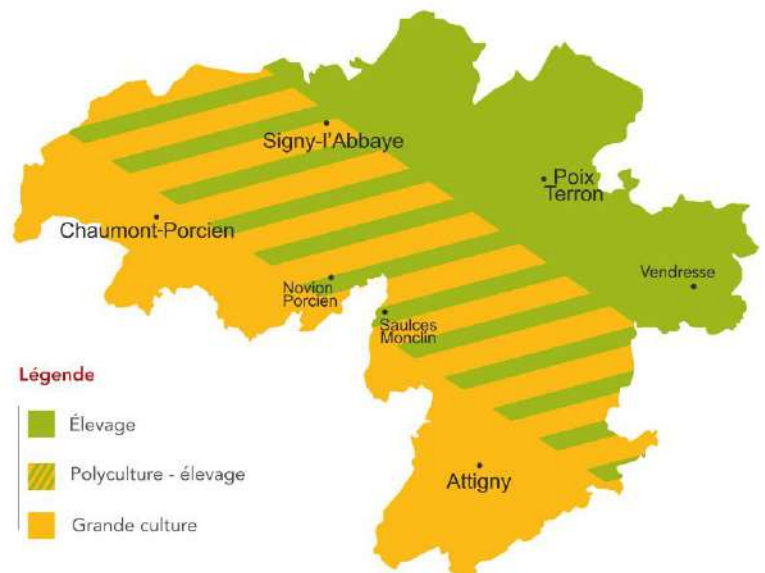 Signy-l'Abbaye
Poix
Terron
Chaumont-Porcien
Vendresse
Novion
Porcien
Saulces
Monclin
Attigny
Légende
Élevage
Polyculture - élevage
Grande culture